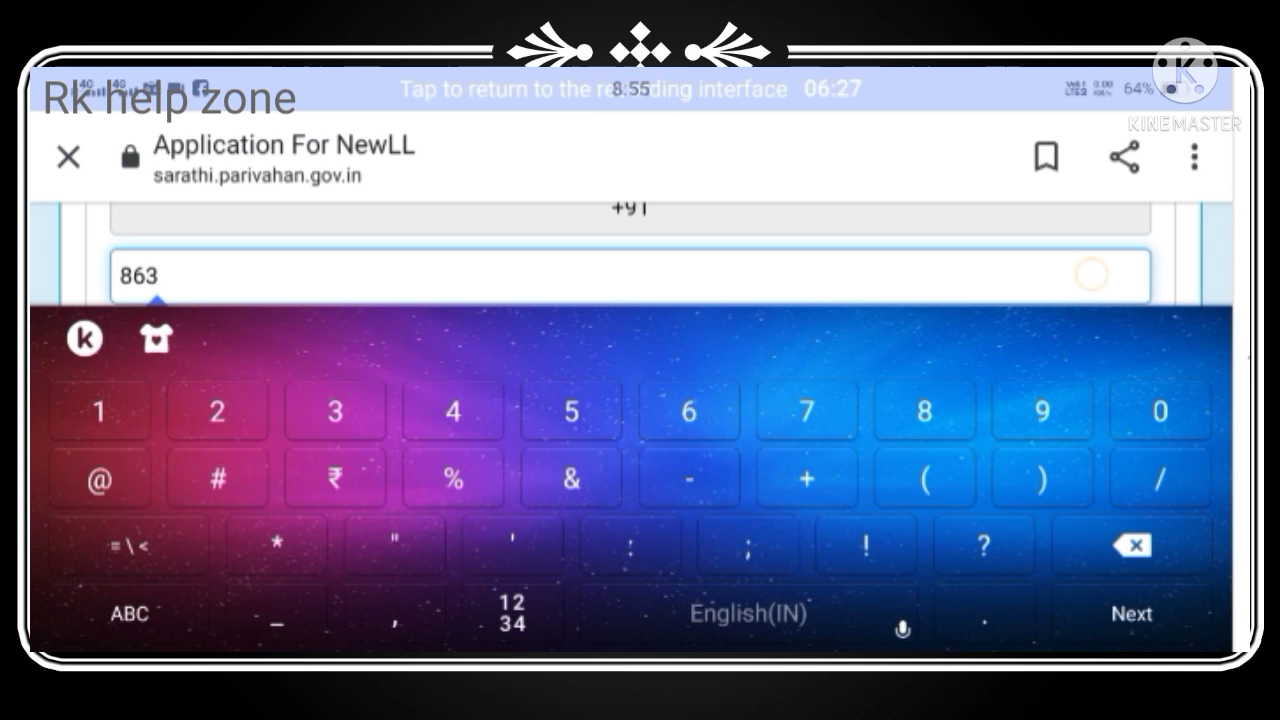 Rk help zone
Tap to return to the recording interface 06:27
8:55
64%
KINEMASTER
Application For NewLL
sarathi.parivahan.gov.in
+91
863
1 2 3 4 5 6 7 8 9 0
@ # ₹ % & - + ( ) /
=\< * " ' : ; ! ?
ABC _ , 12 English(IN) . Next
34